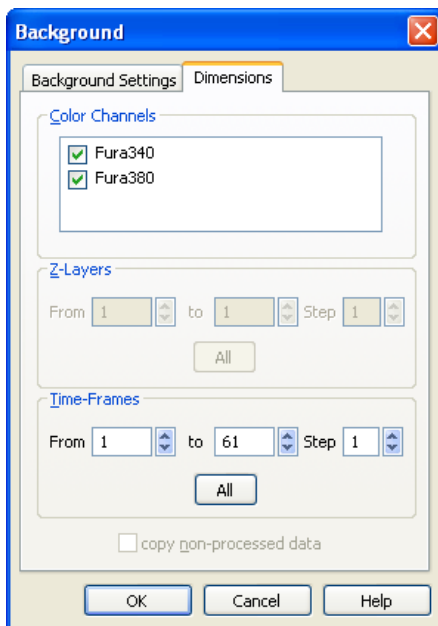 Background
Background Settings Dimensions
Color Channels
Fura340
Fura380
Z-Layers
From 1 to 1 Step 1
All
Time-Frames
From 1 to 61 Step 1
All
copy non-processed data
OK Cancel Help